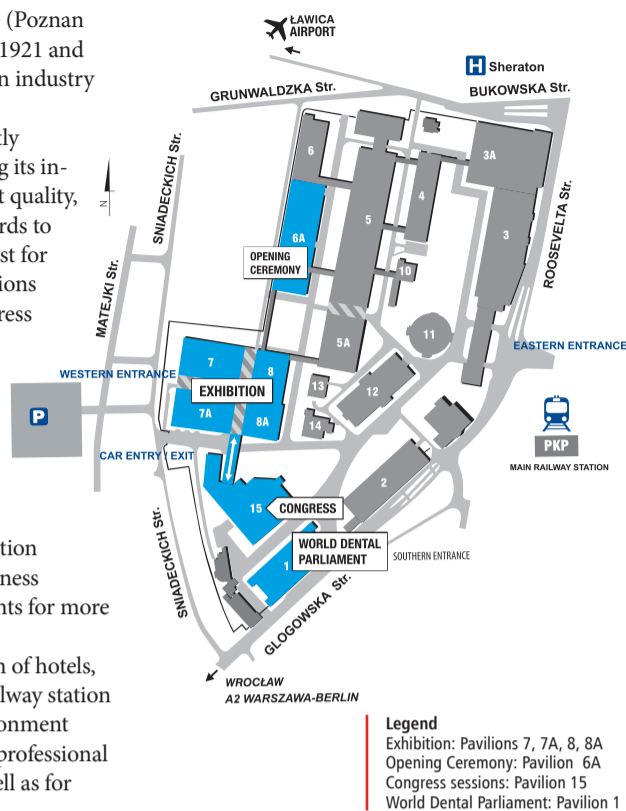 (Poznan
1921 and
n industry
tly
g its in-
t quality,
rds to
st for
ions
ress
tion
ness
nts for more
n of hotels,
lway station
onment
professional
ell as for
ŁAWICA
AIRPORT
H Sheraton
GRUNWALDZKA Str.
BUKOWSKA Str.
SNIADECKICH Str.
MATEJKI Str.
ROOSEVELTA Str.
N
6
3A
4
5
3
6A
OPENING
CEREMONY
10
11
5A
EASTERN ENTRANCE
7
8
WESTERN ENTRANCE
EXHIBITION
13
12
P
7A
8A
14
PKP
MAIN RAILWAY STATION
CAR ENTRY / EXIT
2
15
CONGRESS
WORLD DENTAL
PARLIAMENT
1
SOUTHERN ENTRANCE
SNIADECKICH Str.
GLOGOWSKA Str.
WROCŁAW
A2 WARSZAWA-BERLIN
Legend
Exhibition: Pavilions 7, 7A, 8, 8A
Opening Ceremony: Pavilion 6A
Congress sessions: Pavilion 15
World Dental Parliament: Pavilion 1